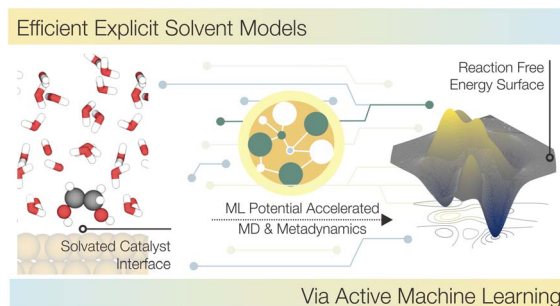 Efficient Explicit Solvent Models
Reaction Free
Energy Surface
ML Potential Accelerated
MD & Metadynamics
Solvated Catalyst
Interface
Via Active Machine Learning